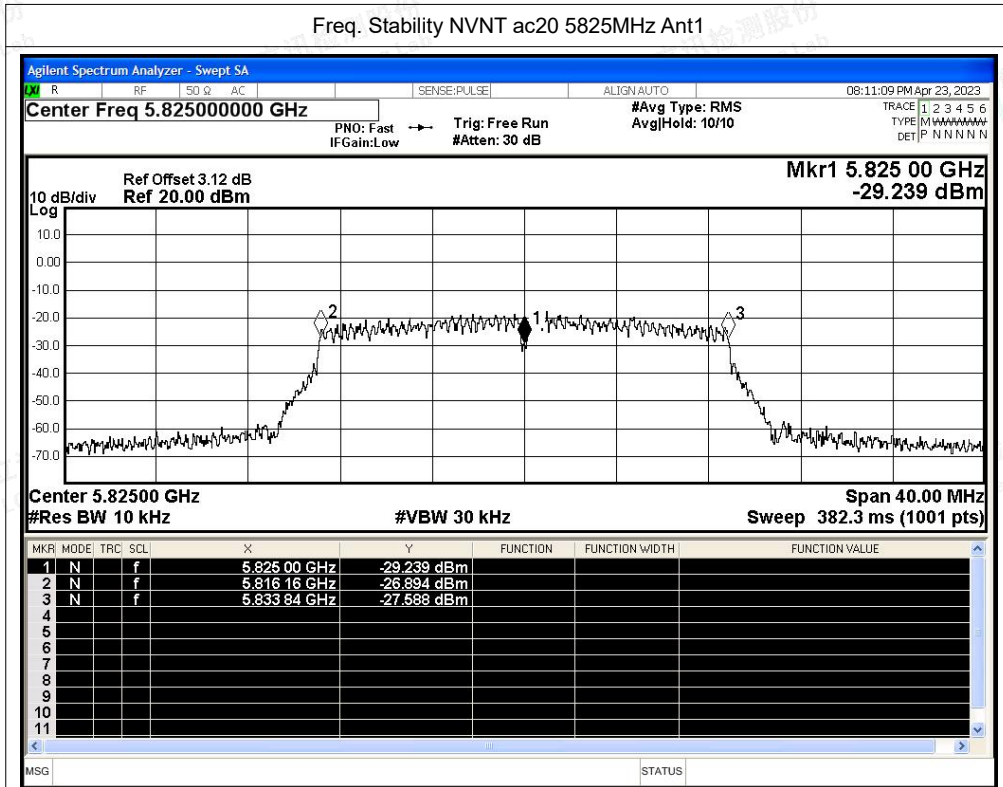 Freq. Stability NVNT ac20 5825MHz Ant1
Agilent Spectrum Analyzer - Swept SA
LXI R RF 50 Ω AC SENSE:PULSE ALIGN AUTO 08:11:09 PM Apr 23, 2023
Center Freq 5.825000000 GHz
PNO: Fast
IFGain:Low
Trig: Free Run
#Atten: 30 dB
#Avg Type: RMS
Avg|Hold: 10/10
TRACE 1 2 3 4 5 6
TYPE M WWWWW
DET P N N N N N
Mkr1 5.825 00 GHz
-29.239 dBm
Ref Offset 3.12 dB
10 dB/div Ref 20.00 dBm
Log
10.0
0.00
-10.0
-20.0
-30.0
-40.0
-50.0
-60.0
-70.0
2
1
3
Center 5.82500 GHz Span 40.00 MHz
#Res BW 10 kHz #VBW 30 kHz Sweep 382.3 ms (1001 pts)
MKR MODE TRC SCL X Y FUNCTION FUNCTION WIDTH FUNCTION VALUE
1 N f 5.825 00 GHz -29.239 dBm
2 N f 5.816 16 GHz -26.894 dBm
3 N f 5.833 84 GHz -27.588 dBm
4
5
6
7
8
9
10
11
MSG STATUS